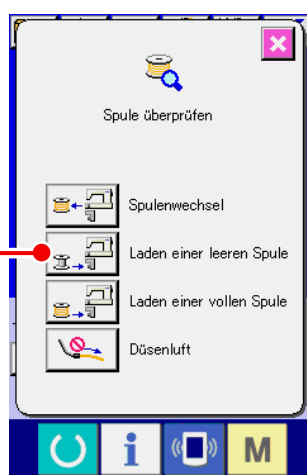 Spule überprüfen
Spulenwechsel
Laden einer leeren Spule
Laden einer vollen Spule
Düsenluft
i
M